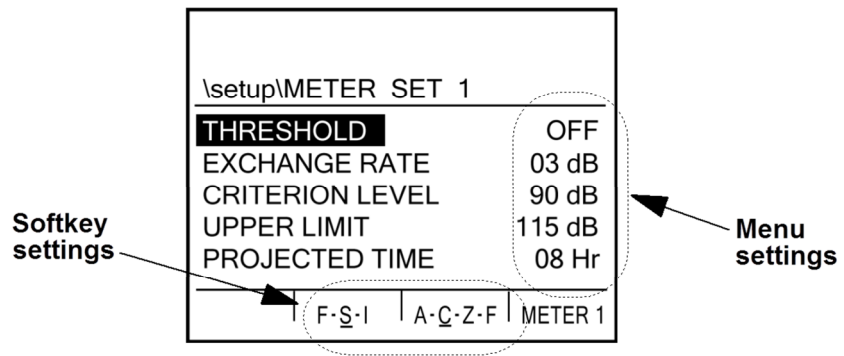 \setup\METER SET 1
THRESHOLD OFF
EXCHANGE RATE 03 dB
CRITERION LEVEL 90 dB
UPPER LIMIT 115 dB
PROJECTED TIME 08 Hr
F-S-I A-C-Z-F METER 1
Softkey
settings
Menu
settings